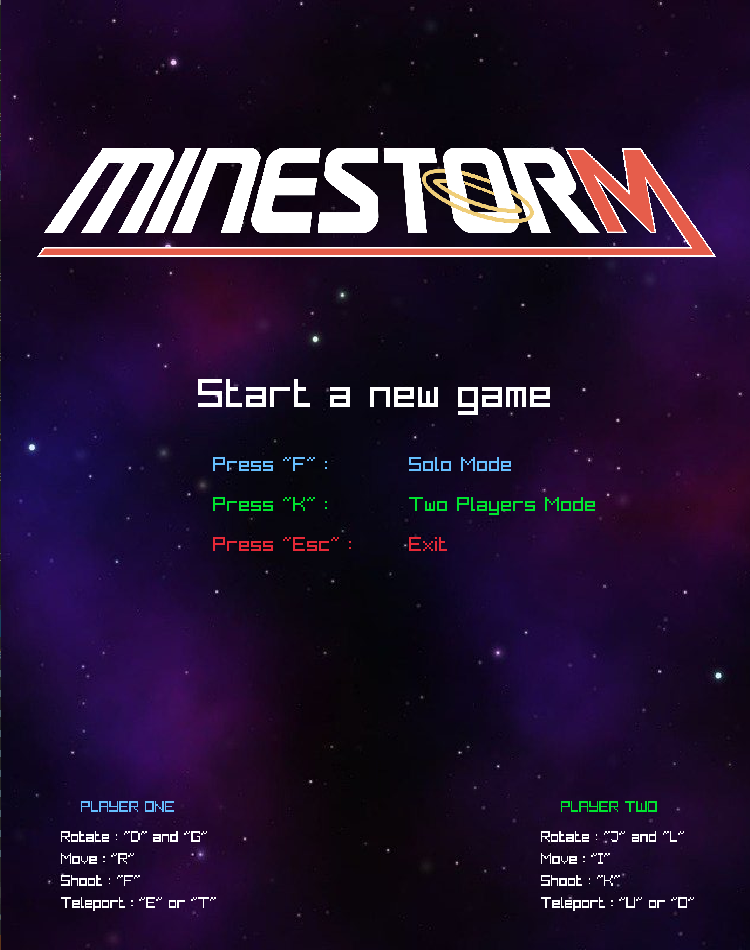 MINESTORM
Start a new game
Press "F" : Solo Mode
Press "K" : Two Players Mode
Press "Esc" : Exit
PLAYER ONE
Rotate : "D" and "G"
Move : "R"
Shoot : "F"
Teleport : "E" or "T"
PLAYER TWO
Rotate : "J" and "L"
Move : "I"
Shoot : "K"
Teleport : "U" or "O"